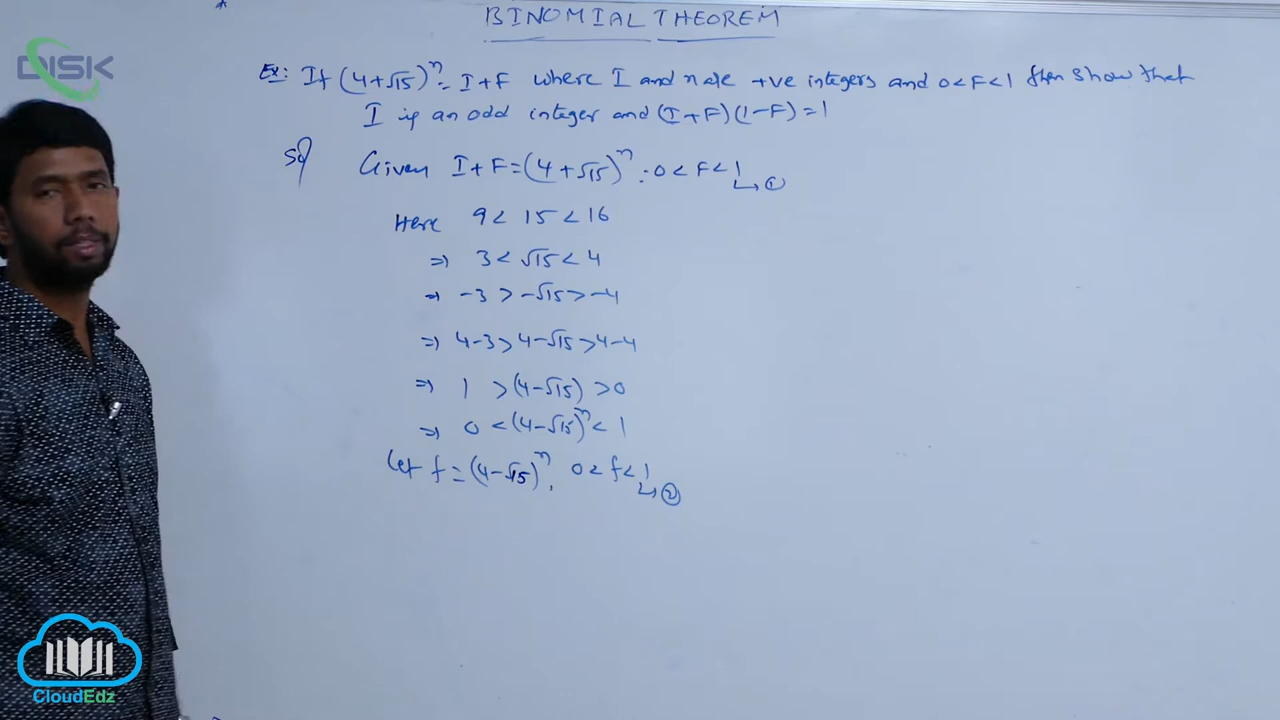 BINOMIAL THEOREM
DISK
Ex: If (4+√15)ⁿ = I+F where I and n are +ve integers and 0<F<1 then show that
I is an odd integer and (I+F)(1-F)=1
Sol Given I+F=(4+√15)ⁿ : 0<F<1 → ①
Here 9< 15 <16
⇒ 3<√15<4
⇒ -3>-√15>-4
⇒ 4-3>4-√15>4-4
⇒ 1 >(4-√15) >0
⇒ 0 <(4-√15)ⁿ< 1
Let f=(4-√15)ⁿ, 0<f<1 → ②
CloudEdz